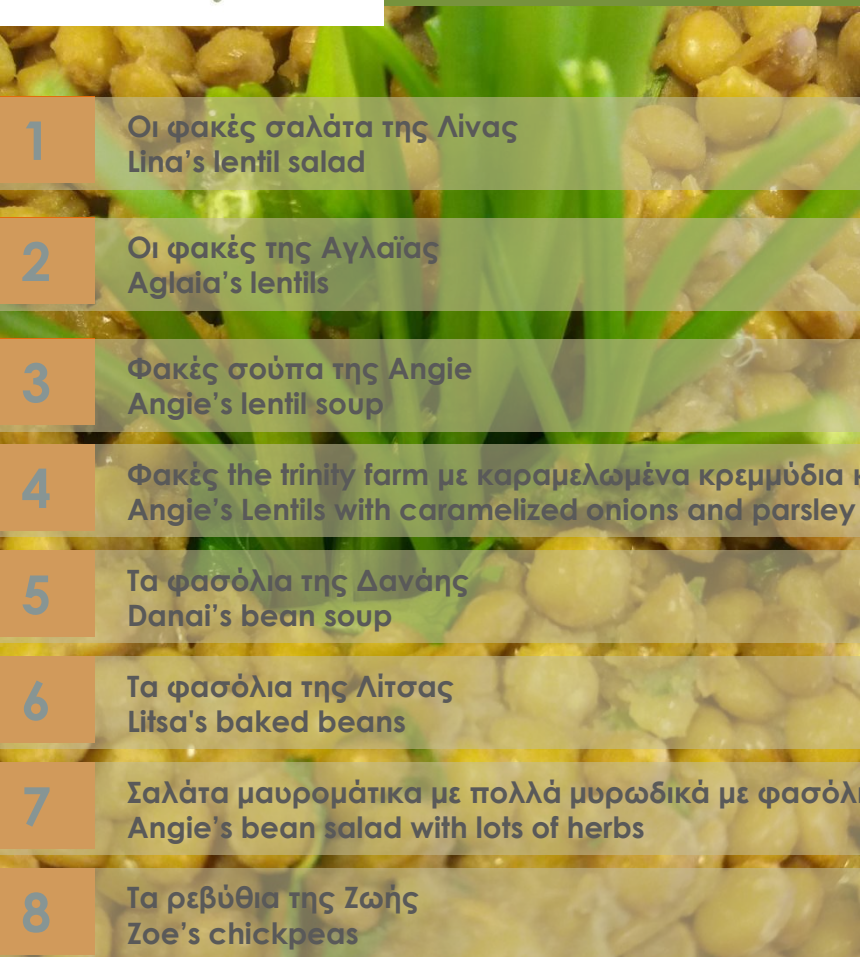 1
Οι φακές σαλάτα της Λίνας
Lina's lentil salad
2
Οι φακές της Αγλαΐας
Aglaia's lentils
3
Φακές σούπα της Angie
Angie's lentil soup
4
Φακές the trinity farm με καραμελωμένα κρεμμύδια
Angie's Lentils with caramelized onions and parsley
5
Τα φασόλια της Δανάης
Danai's bean soup
6
Τα φασόλια της Λίτσας
Litsa's baked beans
7
Σαλάτα μαυρομάτικα με πολλά μυρωδικά με
Angie's bean salad with lots of herbs
8
Τα ρεβύθια της Ζωής
Zoe's chickpeas